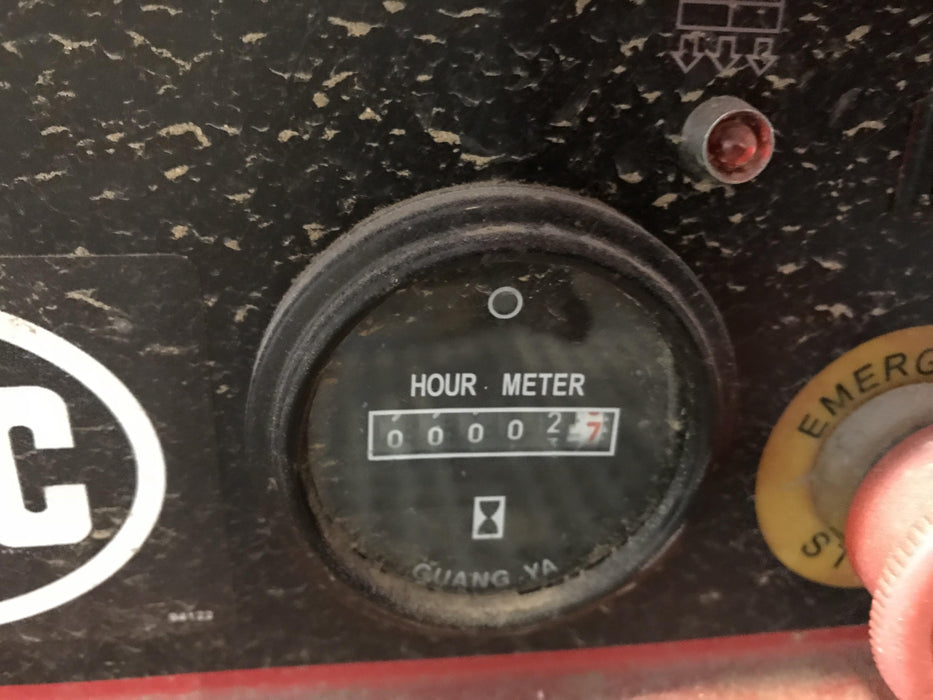 HOUR METER
0 0 0 0 2 7
GUANG YA
C
EMERG